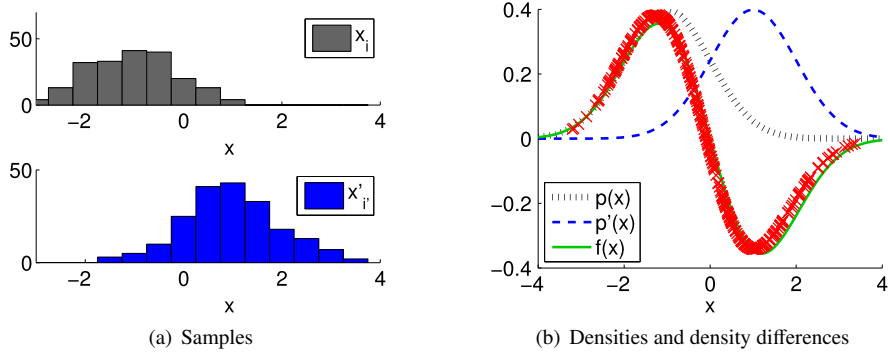 50
0
−2
0
2
4
x
x_i
50
0
−2
0
2
4
x
x'_i'
(a) Samples
0.4
0.2
0
−0.2
−0.4
−4
−2
0
2
4
x
p(x)
p'(x)
f(x)
(b) Densities and density differences